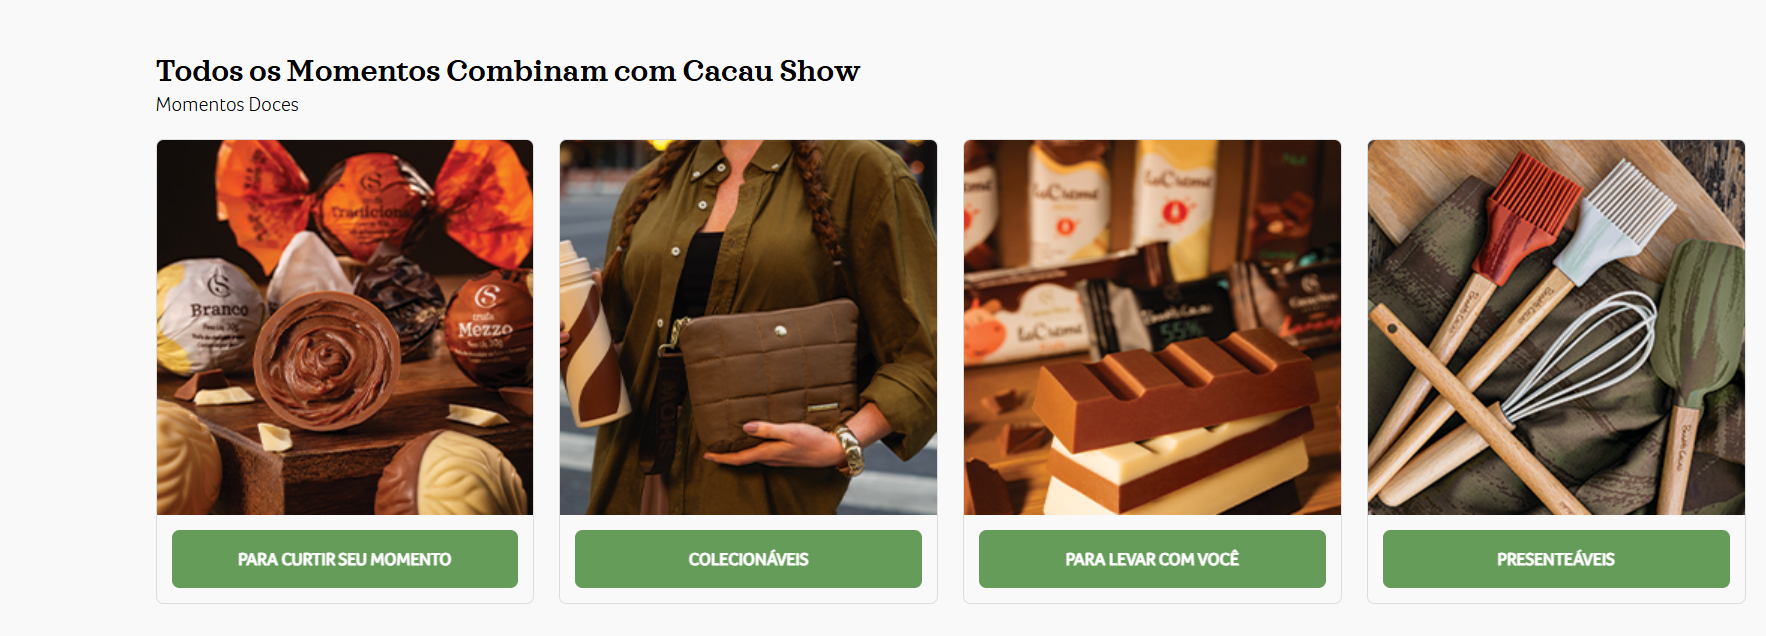 Todos os Momentos Combinam com Cacau Show
Momentos Doces
Tradicional
Branco
trufa
Mezzo
LaCreme
LaCreme
LaCreme
55%
PARA CURTIR SEU MOMENTO
COLECIONÁVEIS
PARA LEVAR COM VOCÊ
PRESENTEÁVEIS